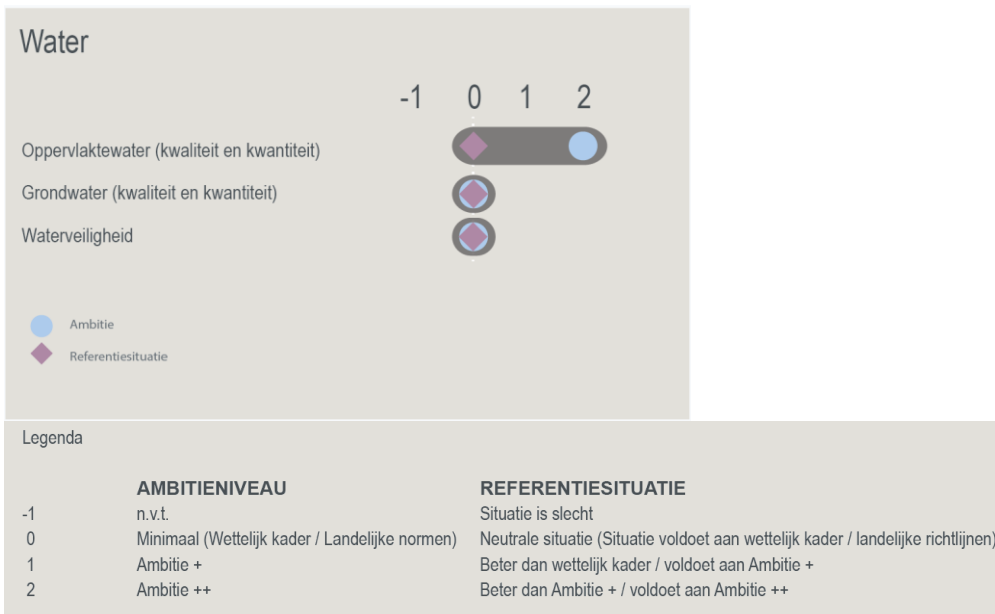 Water
-1 0 1 2
Oppervlaktewater (kwaliteit en kwantiteit)
Grondwater (kwaliteit en kwantiteit)
Waterveiligheid
Ambitie
Referentiesituatie
Legenda
AMBITIENIVEAU REFERENTIESITUATIE
-1 n.v.t. Situatie is slecht
0 Minimaal (Wettelijk kader / Landelijke normen) Neutrale situatie (Situatie voldoet aan wettelijk kader / landelijke richtlijnen)
1 Ambitie + Beter dan wettelijk kader / voldoet aan Ambitie +
2 Ambitie ++ Beter dan Ambitie + / voldoet aan Ambitie ++